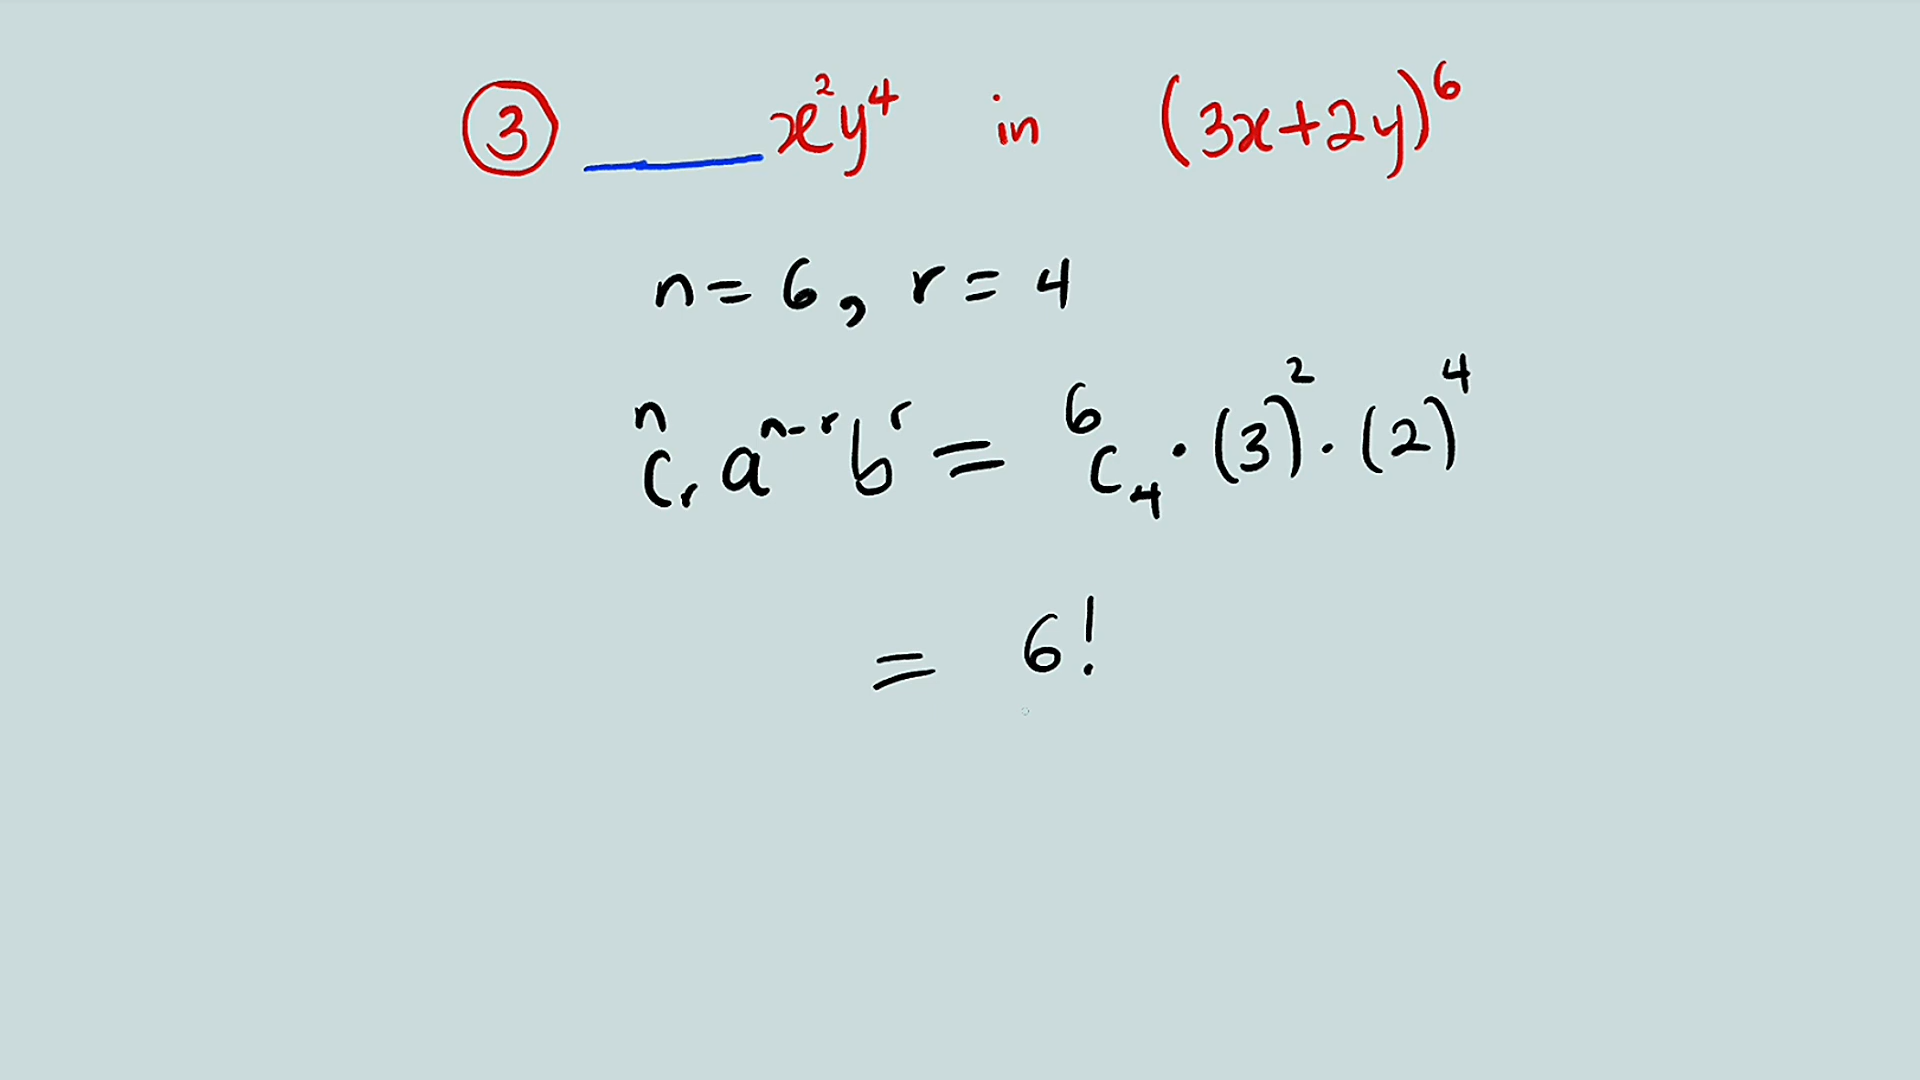 ③ ____ x²y⁴ in (3x+2y)⁶
n = 6, r = 4
ⁿCᵣ aⁿ⁻ʳ bʳ = ⁶C₄ · (3)² · (2)⁴
= 6!